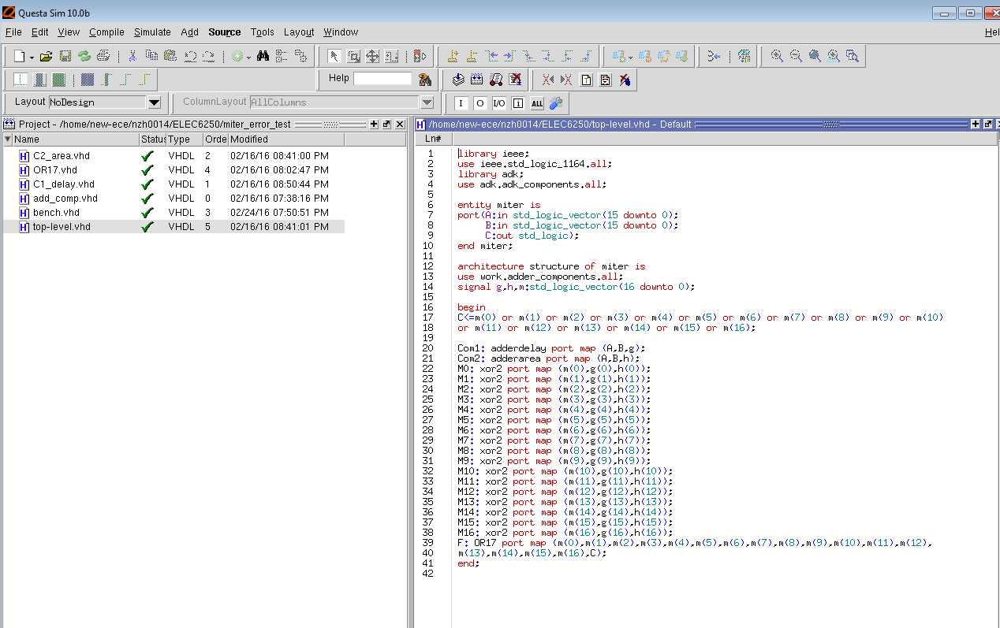 Questa Sim 10.0b
File Edit View Compile Simulate Add Source Tools Layout Window Hel
Help
Layout NoDesign ColumnLayout AllColumns I O I/O i ALL
Project - /home/new-ece/nzh0014/ELEC6250/miter_error_test
Name Status Type Orde Modified
C2_area.vhd VHDL 2 02/16/16 08:41:00 PM
OR17.vhd VHDL 4 02/16/16 08:02:47 PM
C1_delay.vhd VHDL 1 02/16/16 08:50:44 PM
add_comp.vhd VHDL 0 02/16/16 07:38:16 PM
bench.vhd VHDL 3 02/24/16 07:50:51 PM
top-level.vhd VHDL 5 02/16/16 08:41:01 PM
/home/new-ece/nzh0014/ELEC6250/top-level.vhd - Default
Ln#
1 library ieee;
2 use ieee.std_logic_1164.all;
3 library adk;
4 use adk.adk_components.all;
5
6 entity miter is
7 port(A:in std_logic_vector(15 downto 0);
8 B:in std_logic_vector(15 downto 0);
9 C:out std_logic);
10 end miter;
11
12 architecture structure of miter is
13 use work.adder_components.all;
14 signal g,h,m:std_logic_vector(16 downto 0);
15
16 begin
17 C<=m(0) or m(1) or m(2) or m(3) or m(4) or m(5) or m(6) or m(7) or m(8) or m(9) or m(10)
18 or m(11) or m(12) or m(13) or m(14) or m(15) or m(16);
19
20 Com1: adderdelay port map (A,B,g);
21 Com2: adderarea port map (A,B,h);
22 M0: xor2 port map (m(0),g(0),h(0));
23 M1: xor2 port map (m(1),g(1),h(1));
24 M2: xor2 port map (m(2),g(2),h(2));
25 M3: xor2 port map (m(3),g(3),h(3));
26 M4: xor2 port map (m(4),g(4),h(4));
27 M5: xor2 port map (m(5),g(5),h(5));
28 M6: xor2 port map (m(6),g(6),h(6));
29 M7: xor2 port map (m(7),g(7),h(7));
30 M8: xor2 port map (m(8),g(8),h(8));
31 M9: xor2 port map (m(9),g(9),h(9));
32 M10: xor2 port map (m(10),g(10),h(10));
33 M11: xor2 port map (m(11),g(11),h(11));
34 M12: xor2 port map (m(12),g(12),h(12));
35 M13: xor2 port map (m(13),g(13),h(13));
36 M14: xor2 port map (m(14),g(14),h(14));
37 M15: xor2 port map (m(15),g(15),h(15));
38 M16: xor2 port map (m(16),g(16),h(16));
39 F: OR17 port map (m(0),m(1),m(2),m(3),m(4),m(5),m(6),m(7),m(8),m(9),m(10),m(11),m(12),
40 m(13),m(14),m(15),m(16),C);
41 end;
42